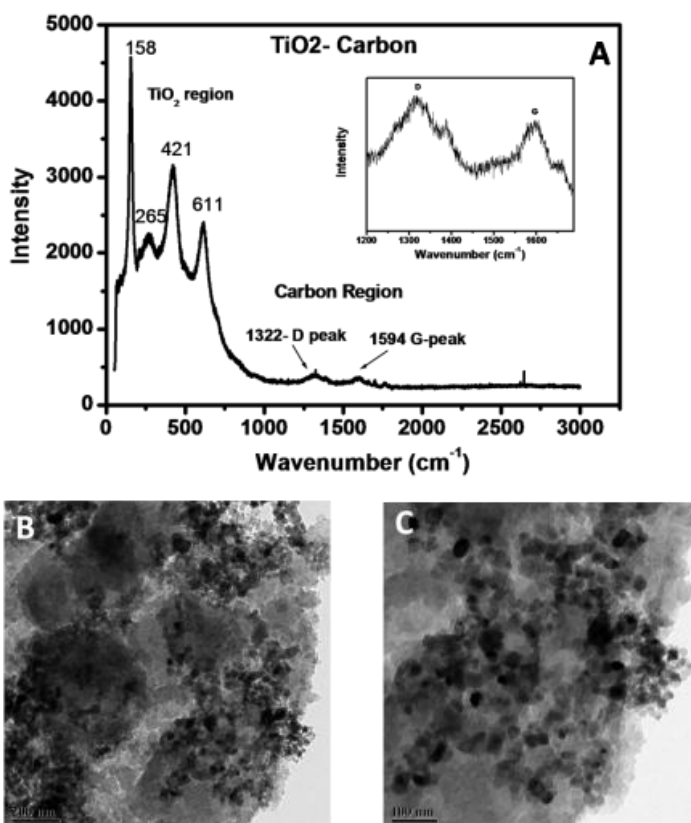 TiO2- Carbon
A
158
TiO₂ region
421
265
611
Carbon Region
1322- D peak
1594 G-peak
5000
4000
3000
2000
1000
0
Intensity
0 500 1000 1500 2000 2500 3000
Wavenumber (cm⁻¹)
D
G
Intensity
1200 1300 1400 1500 1600
Wavenumber (cm⁻¹)
B
C
100 nm